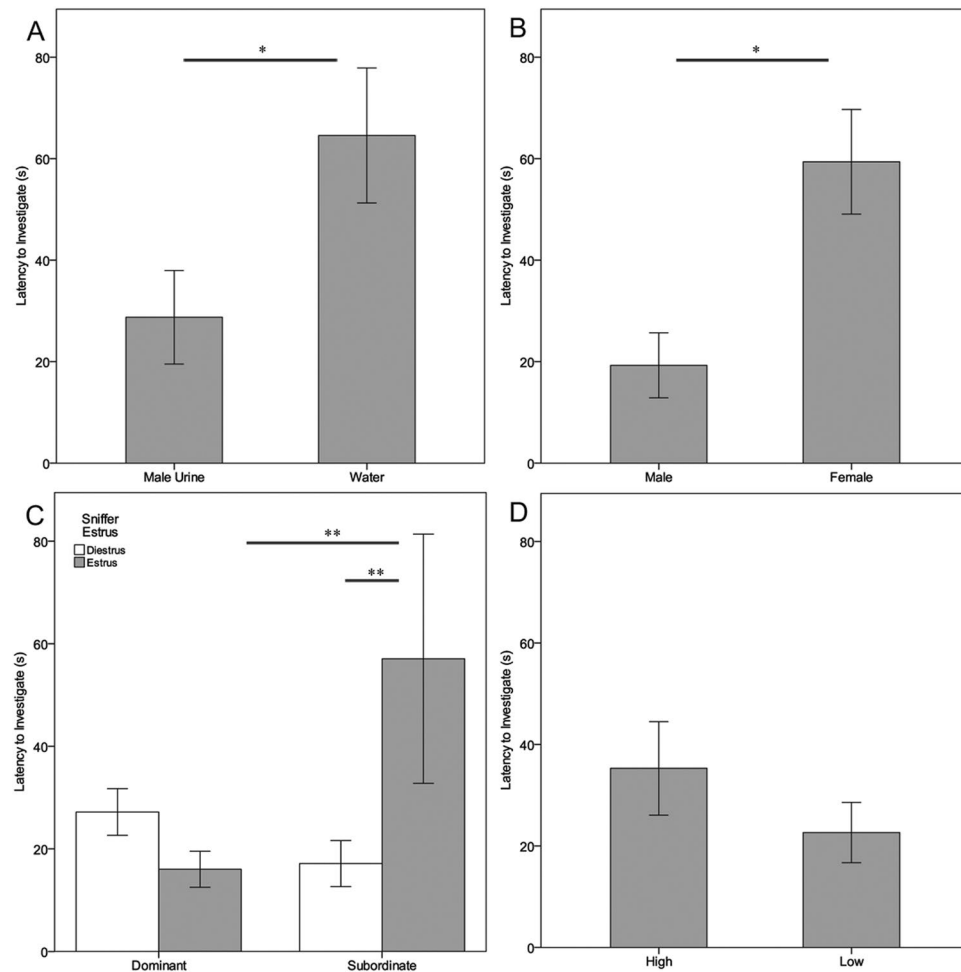 A
Latency to Investigate (s)
80
60
40
20
0
*
Male Urine
Water
B
Latency to Investigate (s)
80
60
40
20
0
*
Male
Female
C
Sniffer
Estrus
Diestrus
Estrus
Latency to Investigate (s)
80
60
40
20
0
**
**
Dominant
Subordinate
D
Latency to Investigate (s)
80
60
40
20
0
High
Low